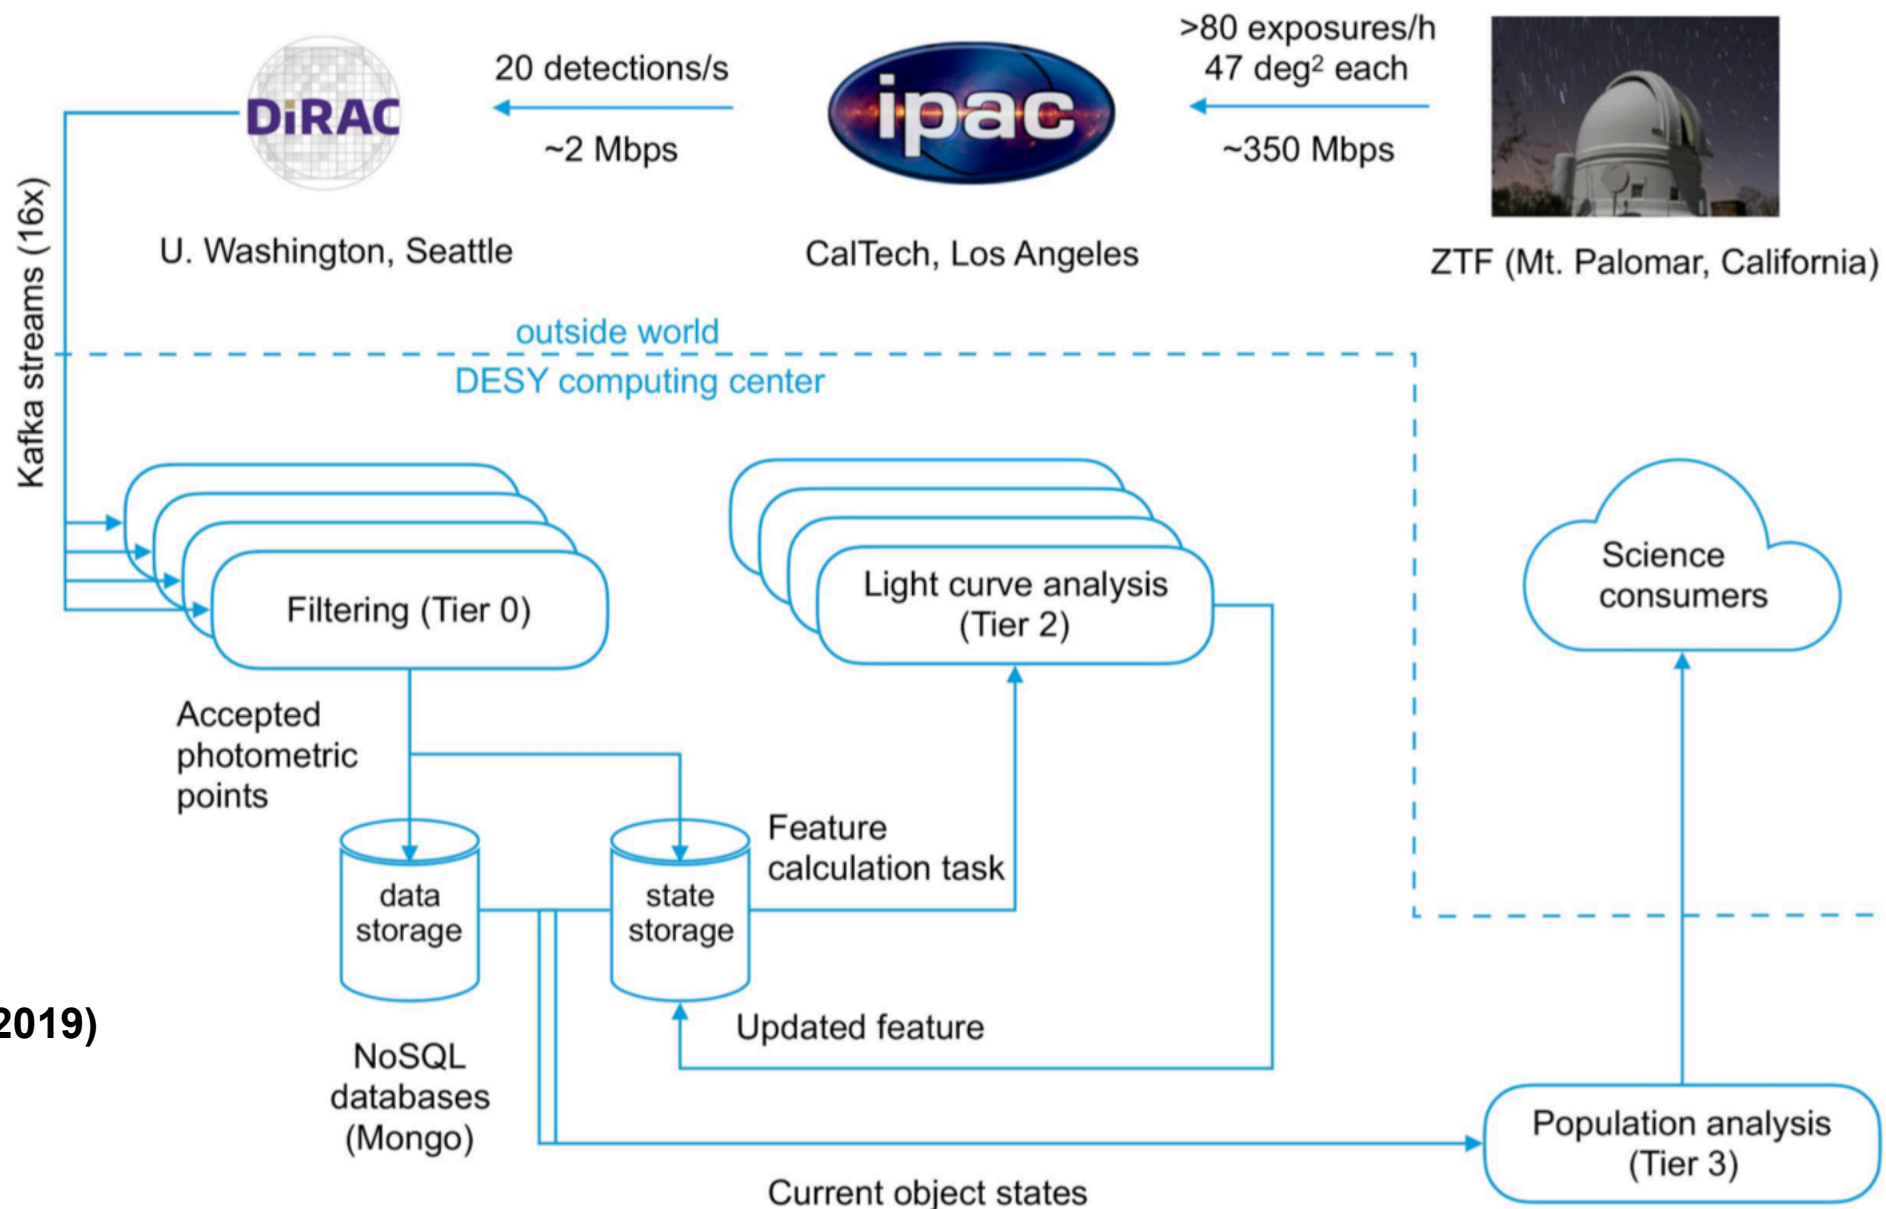 DiRAC
20 detections/s
~2 Mbps
ipac
>80 exposures/h
47 deg² each
~350 Mbps
U. Washington, Seattle
CalTech, Los Angeles
ZTF (Mt. Palomar, California)
Kafka streams (16x)
outside world
DESY computing center
Filtering (Tier 0)
Light curve analysis
(Tier 2)
Science
consumers
Accepted
photometric
points
Feature
calculation task
data
storage
state
storage
2019)
Updated feature
NoSQL
databases
(Mongo)
Population analysis
(Tier 3)
Current object states